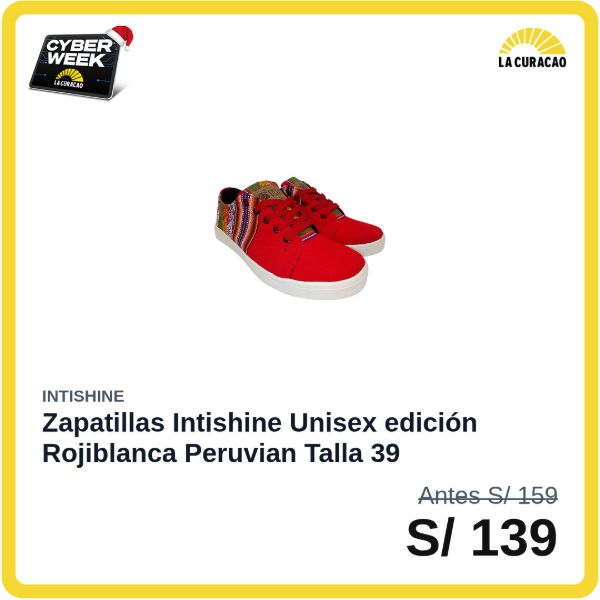 CYBER
WEEK
LA CURACAO
LA CURACAO
INTISHINE
Zapatillas Intishine Unisex edición
Rojiblanca Peruvian Talla 39
Antes S/ 159
S/ 139